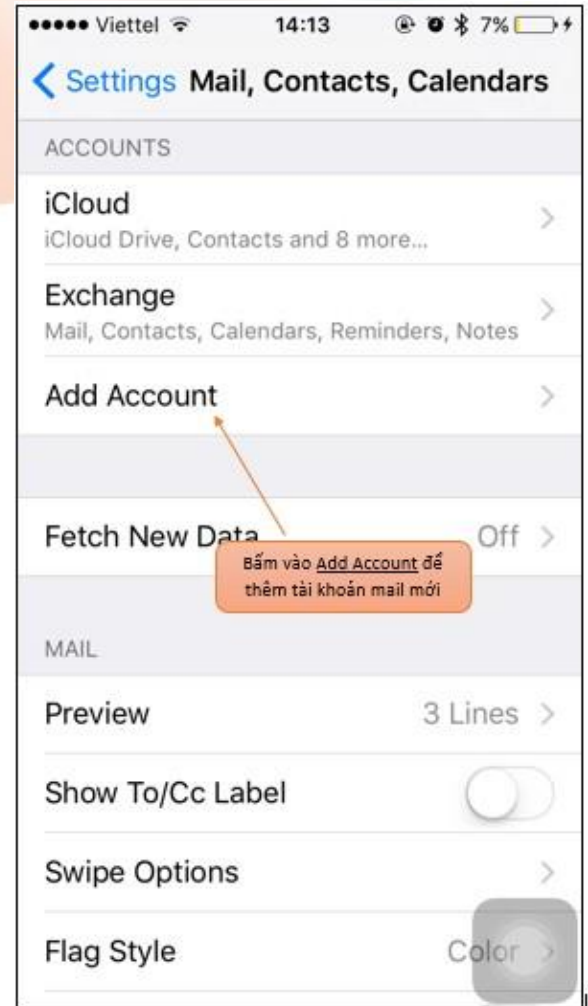 Viettel 14:13 7%
Settings Mail, Contacts, Calendars
ACCOUNTS
iCloud
iCloud Drive, Contacts and 8 more...
Exchange
Mail, Contacts, Calendars, Reminders, Notes
Add Account
Fetch New Data Off
Bấm vào Add Account để
thêm tài khoản mail mới
MAIL
Preview 3 Lines
Show To/Cc Label
Swipe Options
Flag Style Color